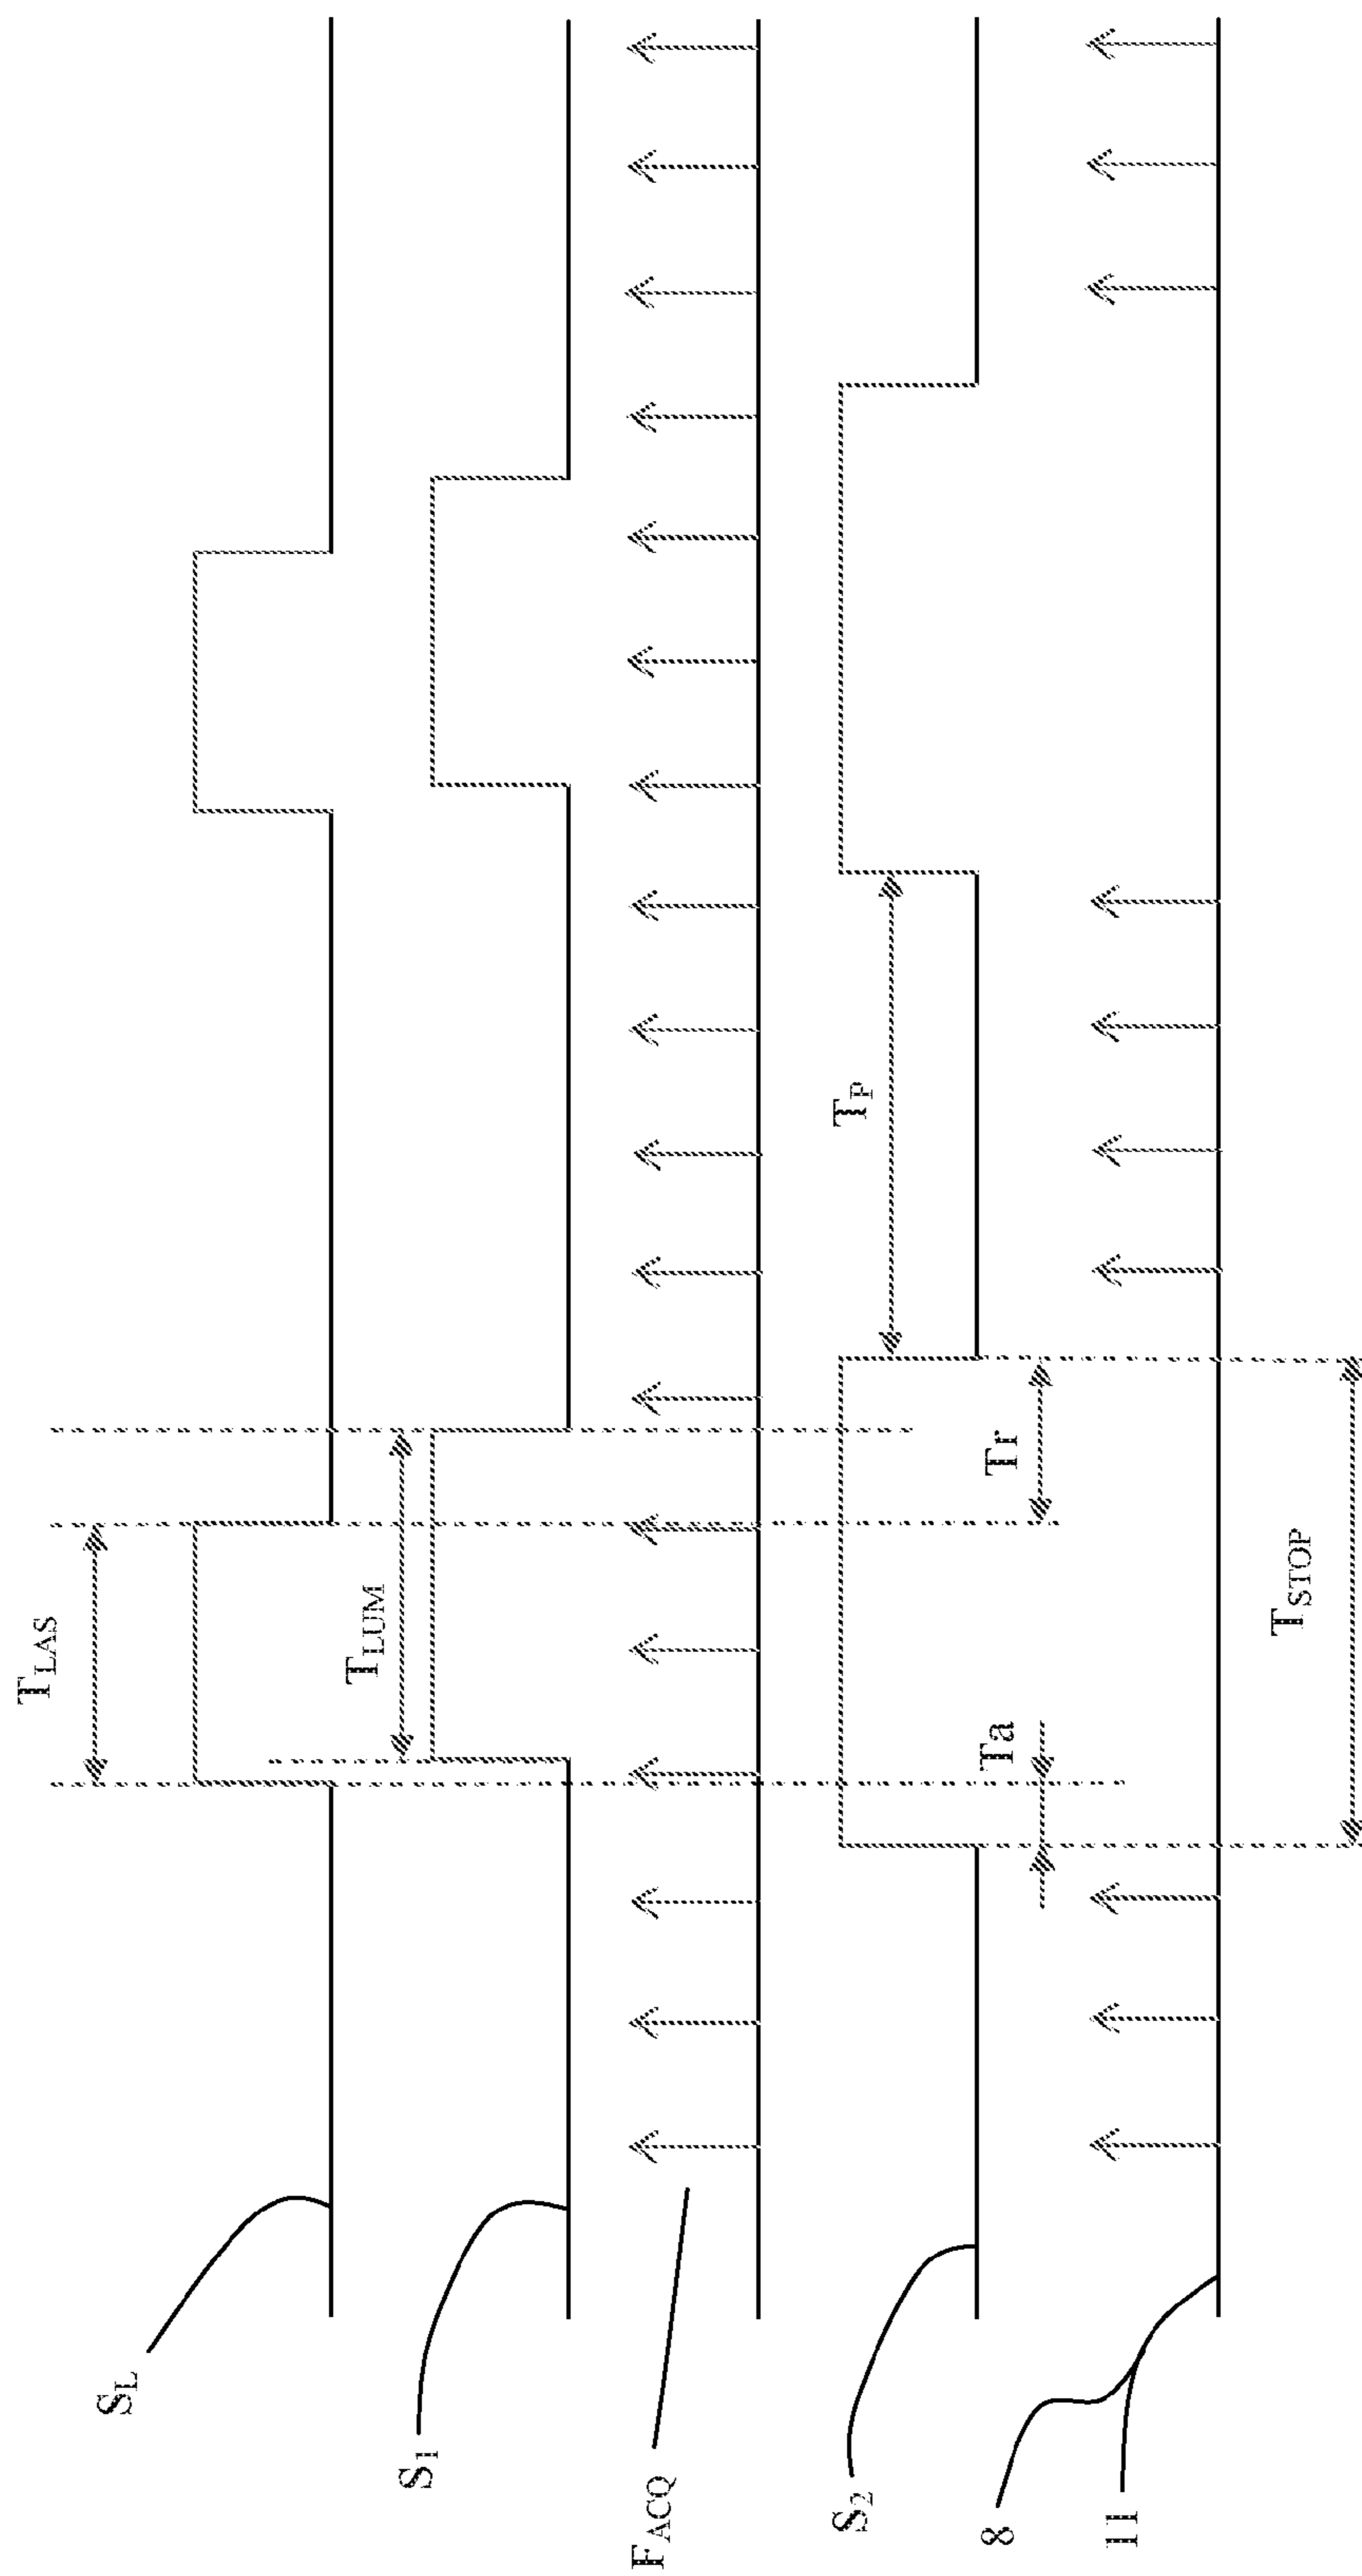 T_LAS
T_LUM
Ta
Tr
T_STOP
T_P
S_L
S_1
F_ACQ
S_2
8
11